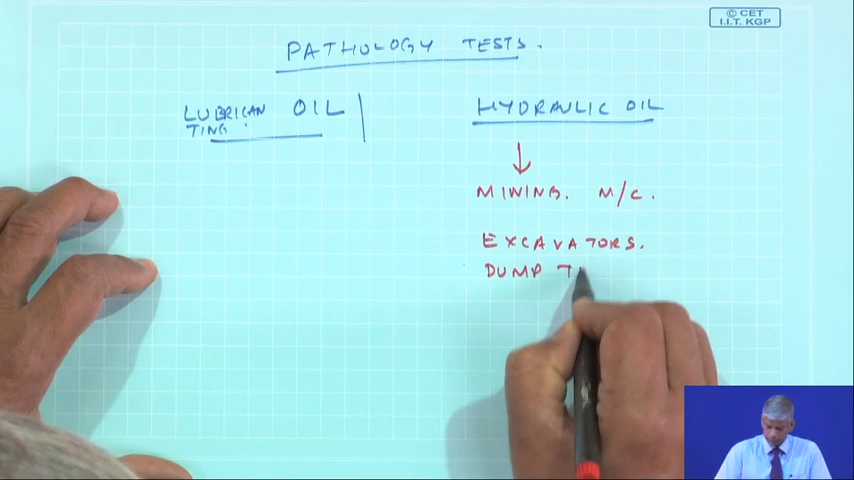 © CET
I.I.T. KGP
PATHOLOGY TESTS.
LUBRICAN OIL
TING.
HYDRAULIC OIL
MINING. M/C.
EXCAVATORS.
DUMP T